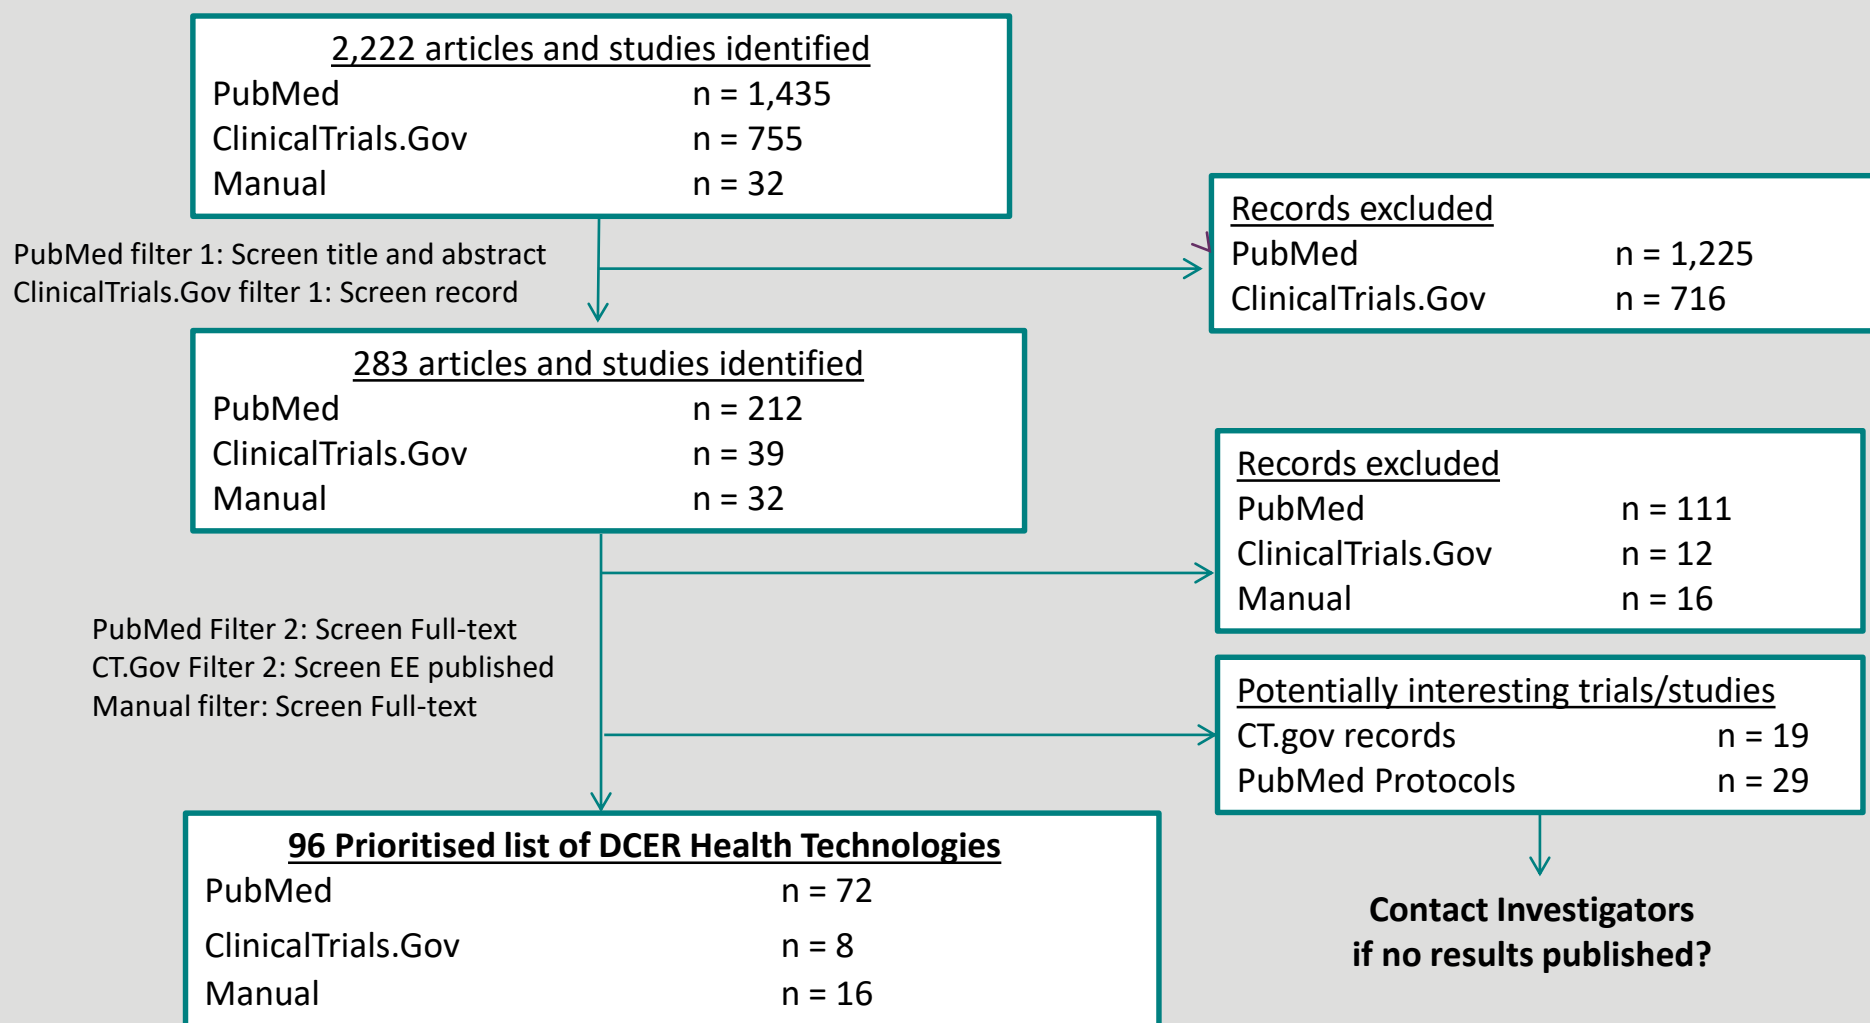 2,222 articles and studies identified
PubMed n = 1,435
ClinicalTrials.Gov n = 755
Manual n = 32
Records excluded
PubMed n = 1,225
ClinicalTrials.Gov n = 716
PubMed filter 1: Screen title and abstract
ClinicalTrials.Gov filter 1: Screen record
283 articles and studies identified
PubMed n = 212
ClinicalTrials.Gov n = 39
Manual n = 32
Records excluded
PubMed n = 111
ClinicalTrials.Gov n = 12
Manual n = 16
PubMed Filter 2: Screen Full-text
CT.Gov Filter 2: Screen EE published
Manual filter: Screen Full-text
Potentially interesting trials/studies
CT.gov records n = 19
PubMed Protocols n = 29
96 Prioritised list of DCER Health Technologies
PubMed n = 72
ClinicalTrials.Gov n = 8
Manual n = 16
Contact Investigators
if no results published?